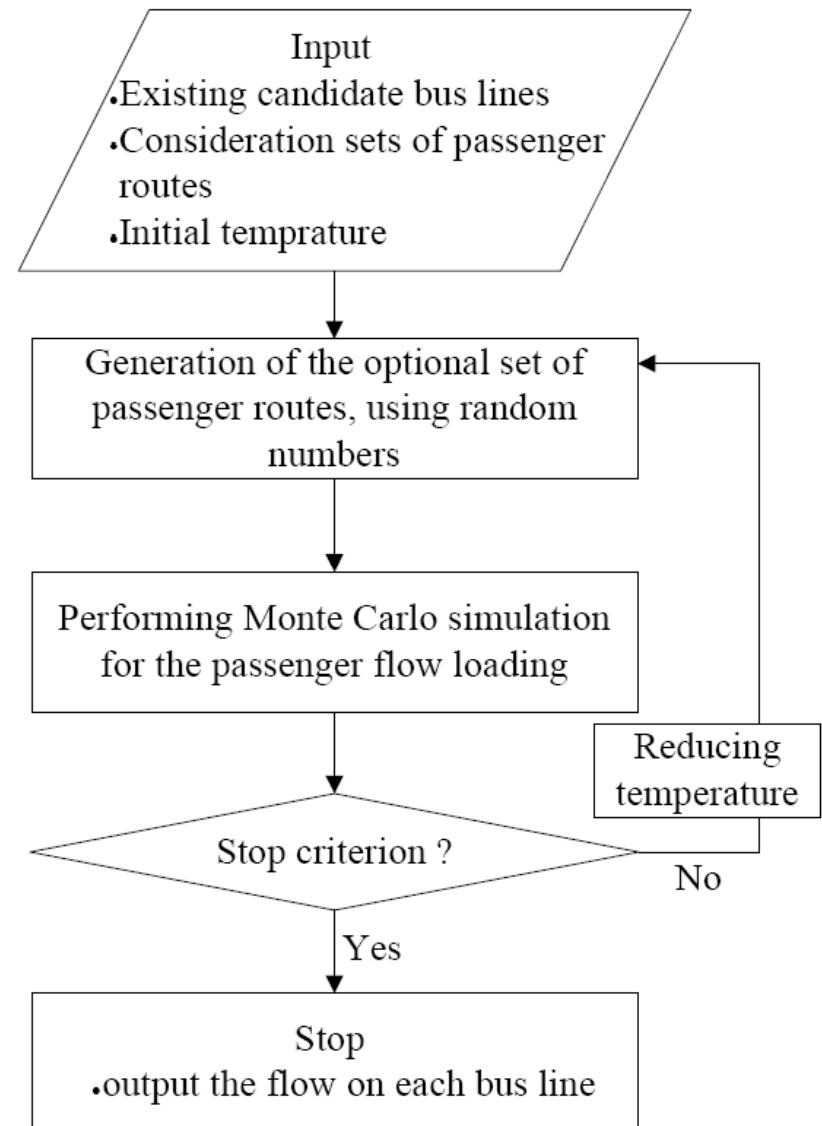 Input
•Existing candidate bus lines
•Consideration sets of passenger
routes
•Initial temprature
Generation of the optional set of
passenger routes, using random
numbers
Performing Monte Carlo simulation
for the passenger flow loading
Reducing
temperature
Stop criterion ?
No
Yes
Stop
•output the flow on each bus line